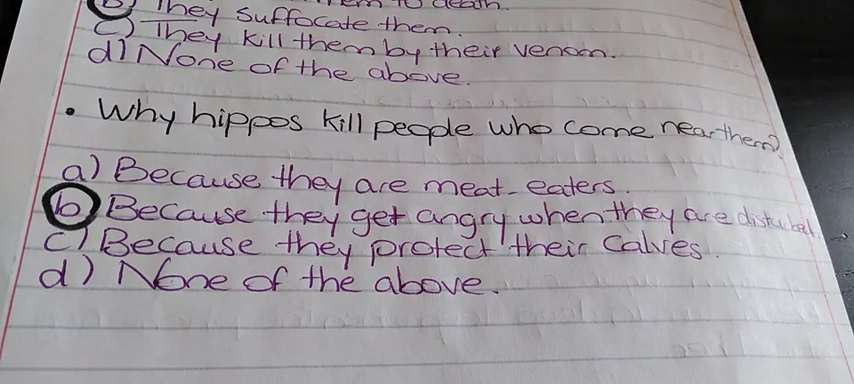 b) They suffocate them.
c) They kill them by their venom.
d) None of the above.
• Why hippos kill people who come near them?
a) Because they are meat-eaters.
b) Because they get angry when they are
c) Because they protect their calves.
d) None of the above.